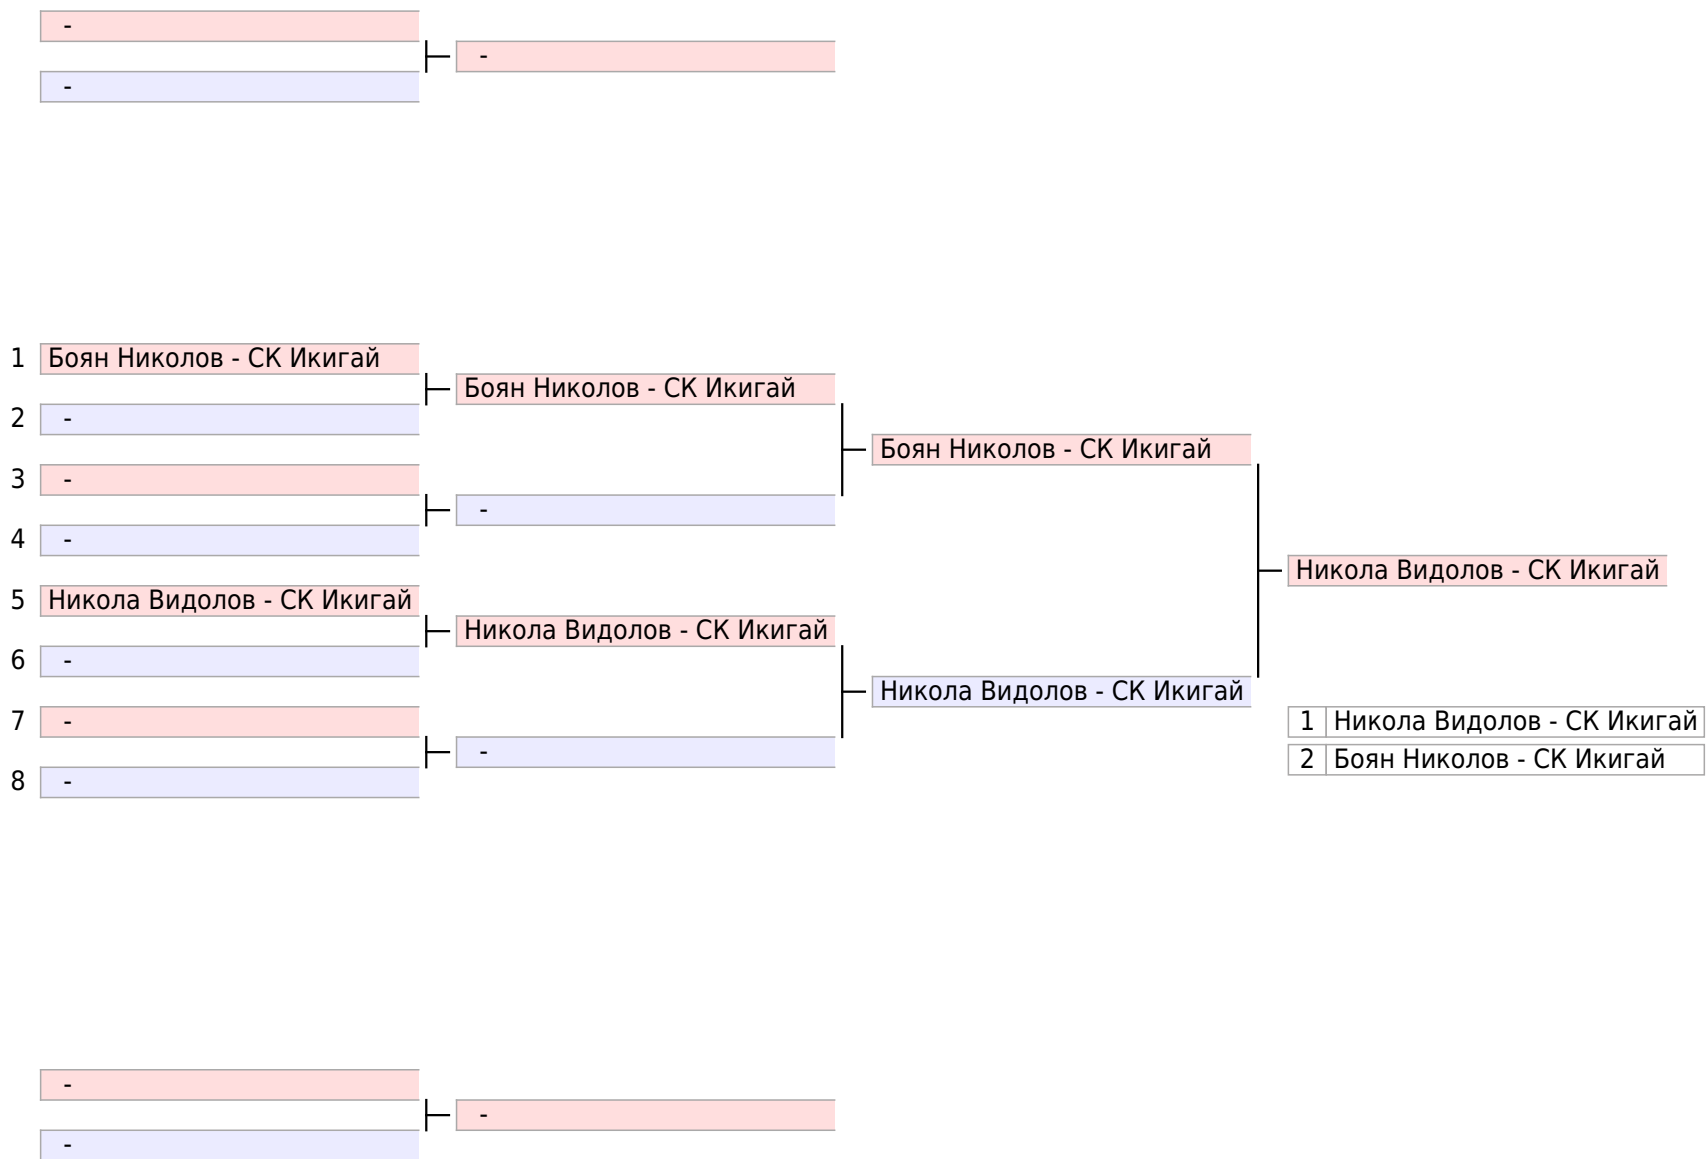 -
-
-
1 Боян Николов - СК Икигай
Боян Николов - СК Икигай
2 -
Боян Николов - СК Икигай
3 -
-
4 -
Никола Видолов - СК Икигай
5 Никола Видолов - СК Икигай
Никола Видолов - СК Икигай
6 -
Никола Видолов - СК Икигай
7 -
1 Никола Видолов - СК Икигай
-
2 Боян Николов - СК Икигай
8 -
-
-
-